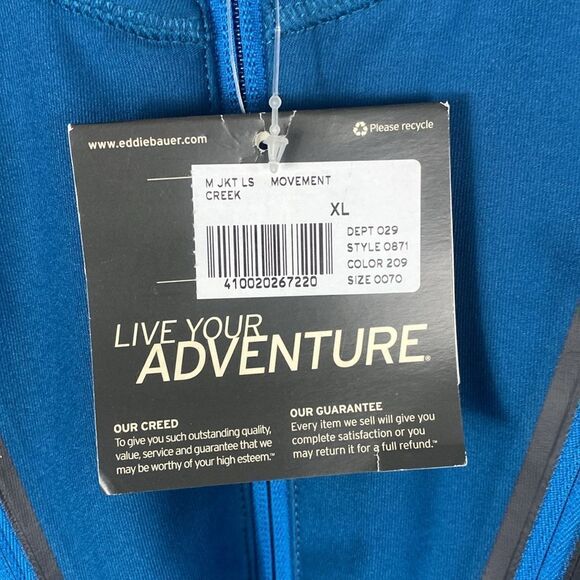 www.eddiebauer.com
Please recycle
M JKT LS MOVEMENT
CREEK
XL
DEPT 029
STYLE 0871
COLOR 209
SIZE 0070
410020267220
LIVE YOUR
ADVENTURE®
OUR CREED
To give you such outstanding quality,
value, service and guarantee that we
may be worthy of your high esteem.™
OUR GUARANTEE
Every item we sell will give you
complete satisfaction or you
may return it for a full refund.™